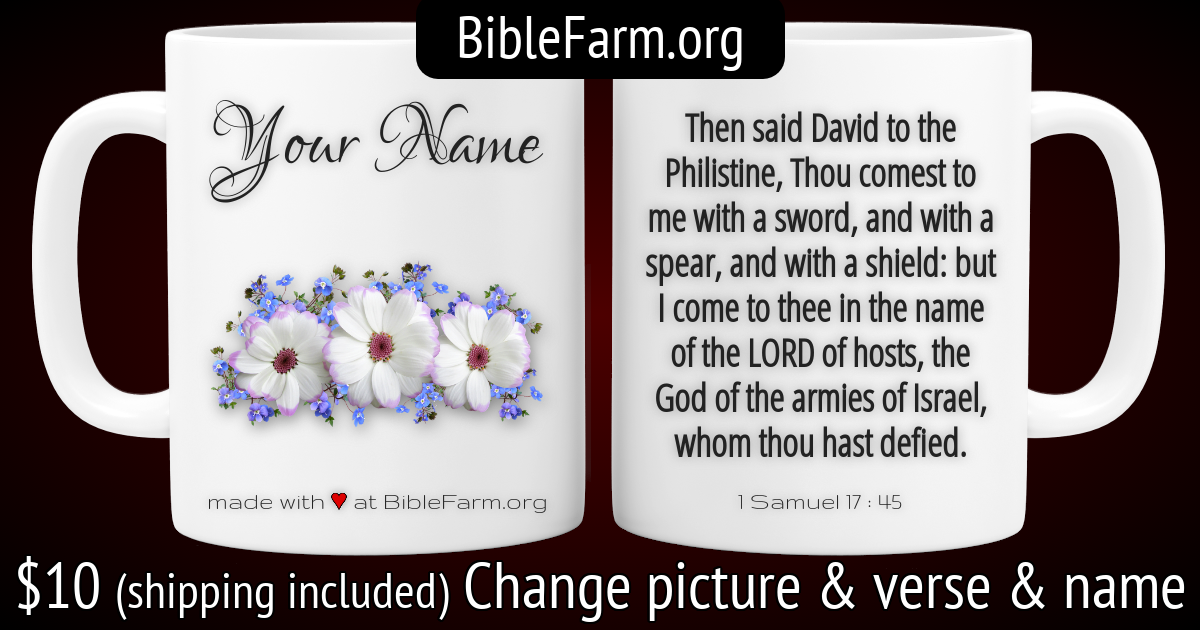 BibleFarm.org
Your Name
made with ♥ at BibleFarm.org
Then said David to the
Philistine, Thou comest to
me with a sword, and with a
spear, and with a shield: but
I come to thee in the name
of the LORD of hosts, the
God of the armies of Israel,
whom thou hast defied.
1 Samuel 17 : 45
$10 (shipping included) Change picture & verse & name